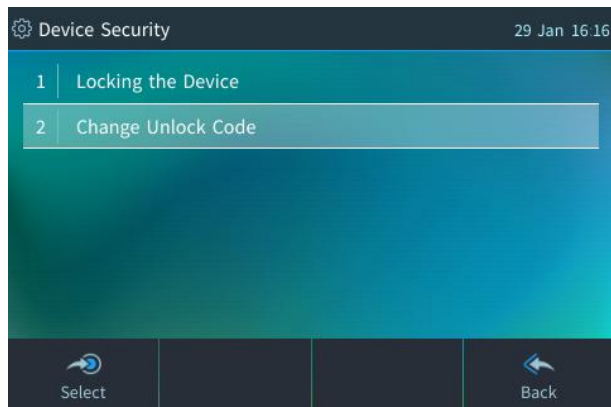 Device Security 29 Jan 16:16
1 Locking the Device
2 Change Unlock Code
Select Back